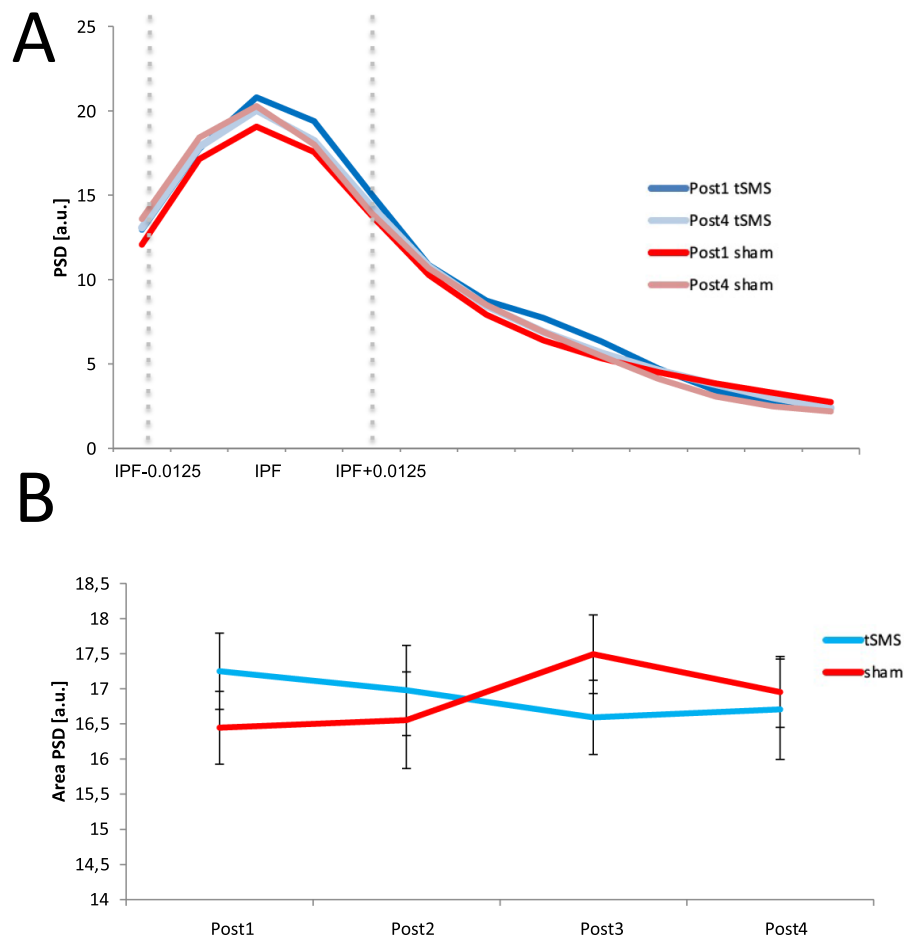 A
25
20
15
10
5
0
PSD [a.u.]
Post1 tSMS
Post4 tSMS
Post1 sham
Post4 sham
IPF-0.0125 IPF IPF+0.0125
B
18,5
18
17,5
17
16,5
16
15,5
15
14,5
14
Area PSD [a.u.]
tSMS
sham
Post1 Post2 Post3 Post4